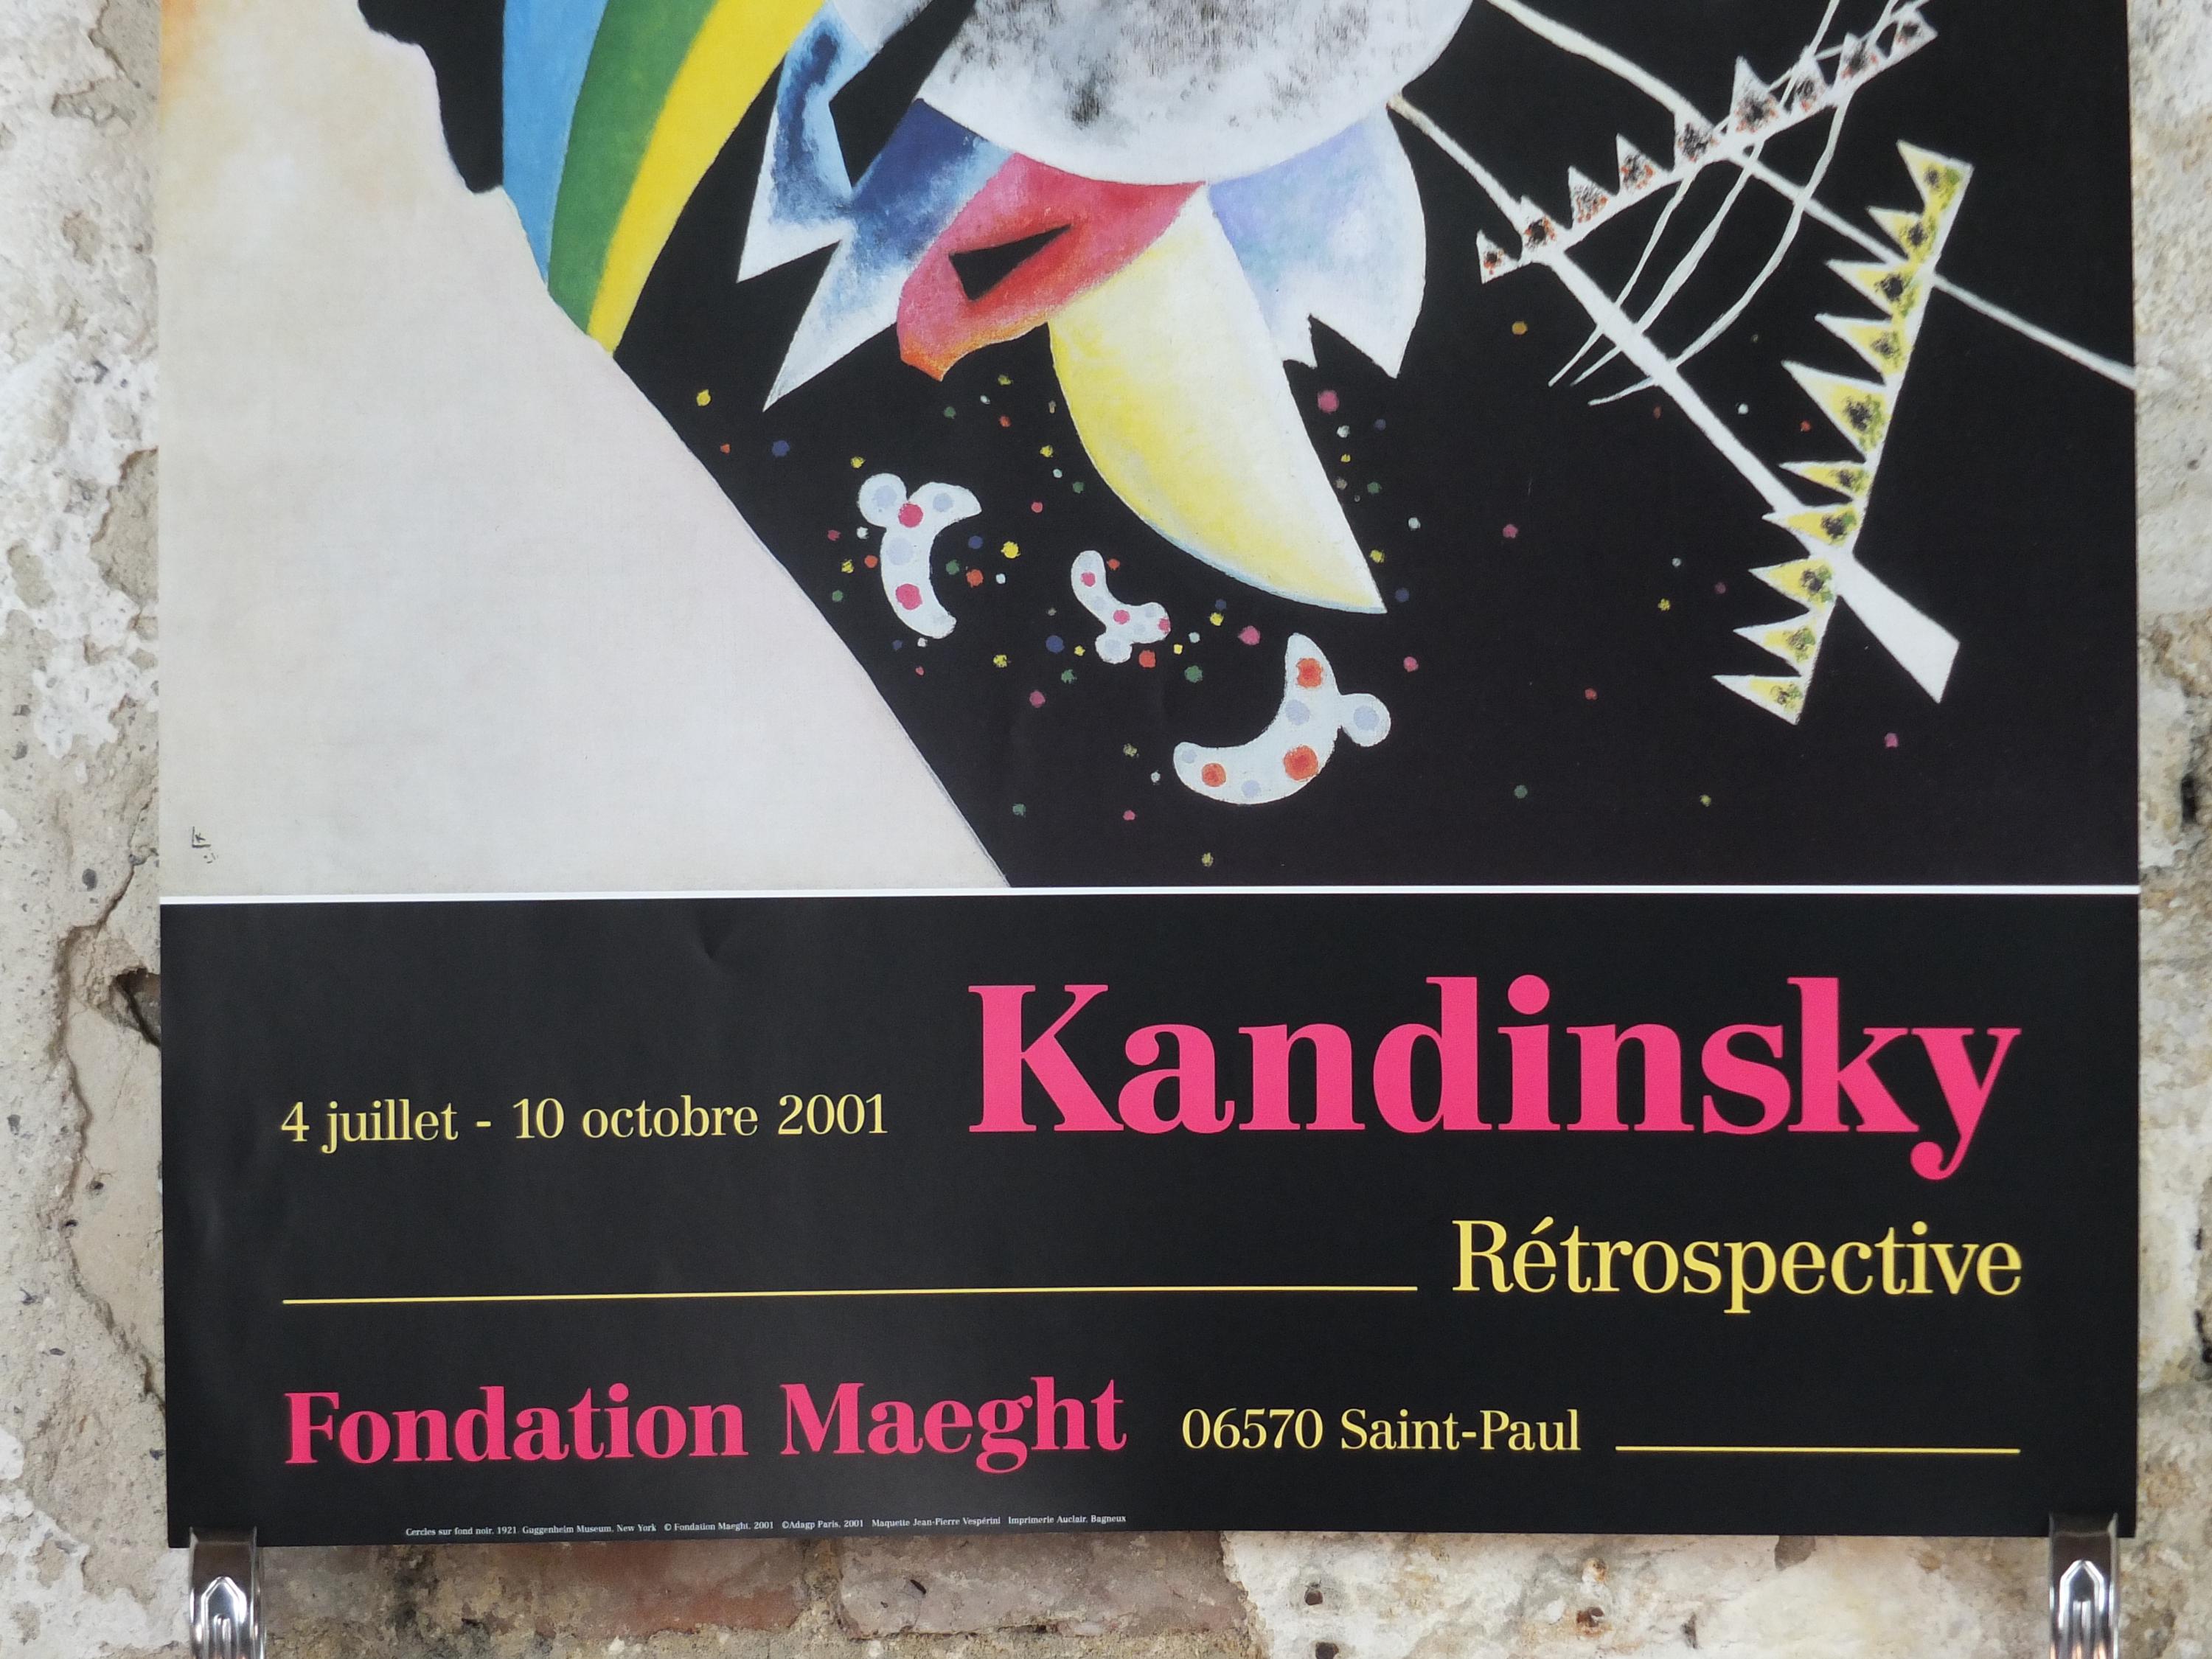 4 juillet - 10 octobre 2001 Kandinsky
Rétrospective
Fondation Maeght 06570 Saint-Paul
Cercles sur fond noir, 1921. Guggenheim Museum, New York © Fondation Maeght, 2001 ©Adagp Paris, 2001 Maquette Jean-Pierre Vespérini Imprimerie Auclair, Bagneux